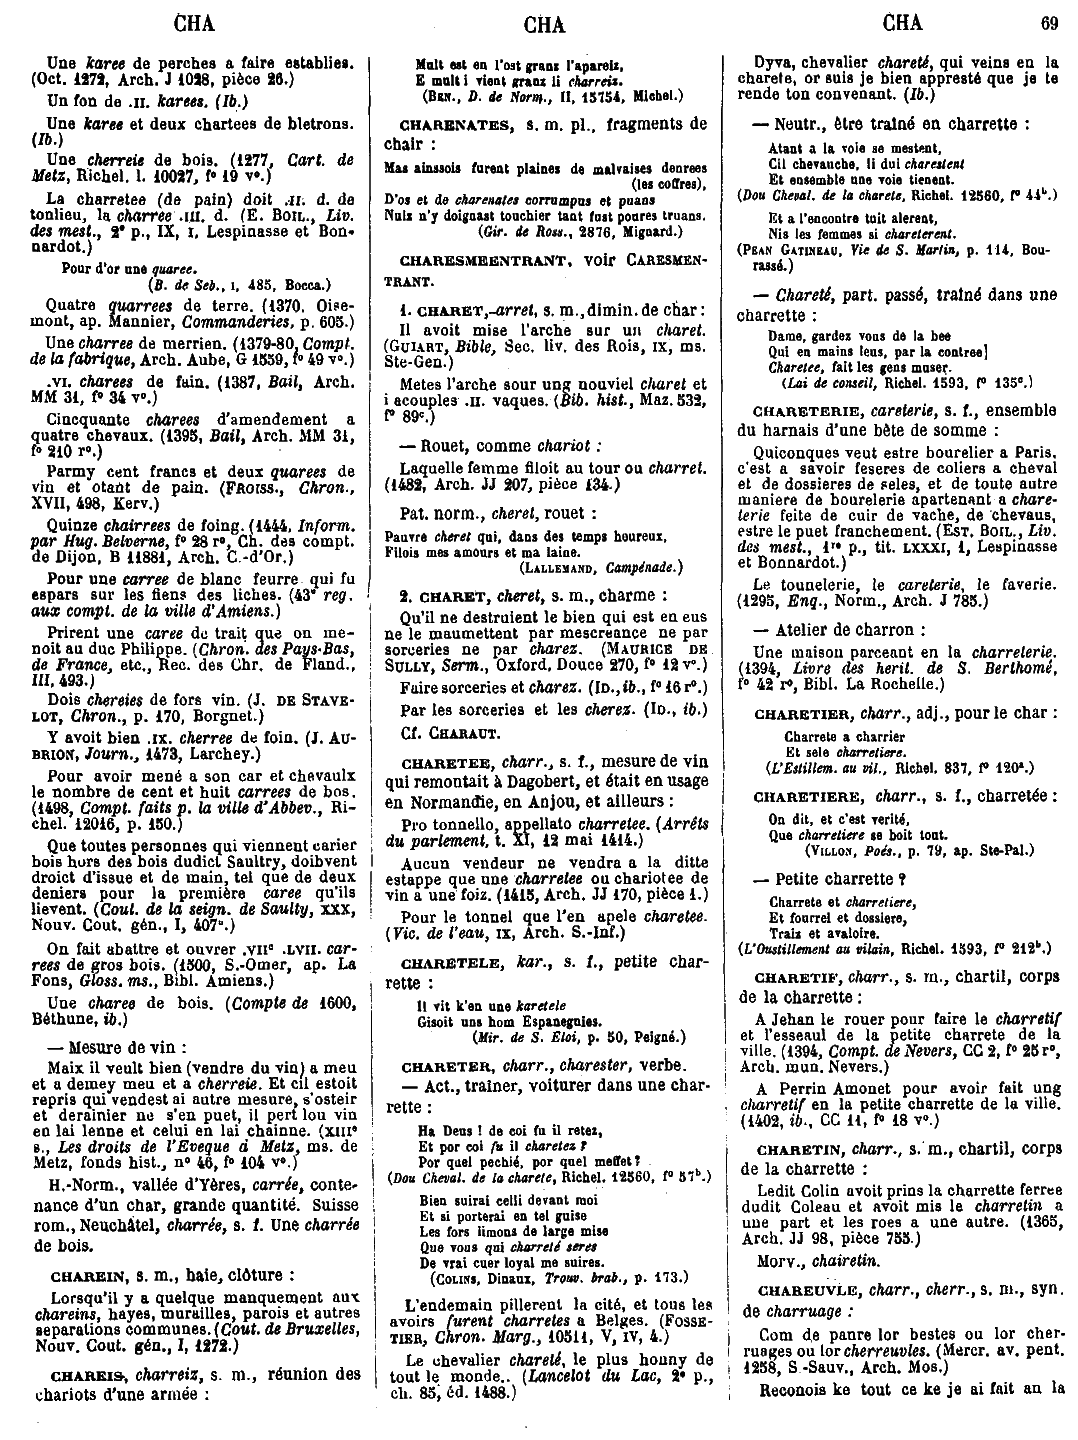 CHA
CHA
CHA
69
Une karee de perches a faire establies.
(Oct. 1272, Arch. J 1028, pièce 26.)
Un fon de .II. karees. (Ib.)
Une karee et deux chartees de bletrons.
(Ib.)
Une cherreie de bois. (1277, Cart. de
Metz, Richel. l. 10027, f° 19 v°.)
La charretee (de pain) doit .II. d. de
tonlieu, la charree .III. d. (E. BOIL., Liv.
des mest., 2e p., IX, I, Lespinasse et Bon-
nardot.)
Pour d'or une quaree.
(B. de Seb., I, 485, Bocca.)
Quatre quarrees de terre. (1370, Oise-
mont, ap. Mannier, Commanderies, p. 605.)
Une charree de merrien. (1379-80, Compt.
de la fabrique, Arch. Aube, G 1559, f° 49 v°.)
.VI. charees de fain. (1387, Bail, Arch.
MM 31, f° 34 v°.)
Cincquante charees d'amendement a
quatre chevaux. (1395, Bail, Arch. MM 31,
f° 210 r°.)
Parmy cent francs et deux quarees de
vin et otant de pain. (FROISS., Chron.,
XVII, 498, Kerv.)
Quinze chairrees de foing. (1444, Inform.
par Hug. Belverne, f° 28 r°, Ch. des compt.
de Dijon, B 11881, Arch. C.-d'Or.)
Pour une carree de blanc feurre qui fu
espars sur les fiens des liches. (43e reg.
aux compt. de la ville d'Amiens.)
Prirent une caree du trait que on me-
noit au duc Philippe. (Chron. des Pays-Bas,
de France, etc., Rec. des Chr. de Fland.,
III, 493.)
Dois chereies de fors vin. (J. DE STAVE-
LOT, Chron., p. 170, Borgnet.)
Y avoit bien .IX. cherree de foin. (J. AU-
BRION, Journ., 1473, Larchey.)
Pour avoir mené a son car et chevaulx
le nombre de cent et huit carrees de bos.
(1498, Compt. faits p. la ville d'Abbev., Ri-
chel. 12016, p. 150.)
Que toutes personnes qui viennent carier
bois hors des bois dudict Saultry, doibvent
droict d'issue et de main, tel que de deux
deniers pour la première caree qu'ils
lievent. (Cout. de la seign. de Saulty, XXX,
Nouv. Cout. gén., I, 407b.)
On fait abattre et ouvrer .VIIc .LVII. car-
rees de gros bois. (1500, S.-Omer, ap. La
Fons, Gloss. ms., Bibl. Amiens.)
Une charee de bois. (Compte de 1600,
Béthune, ib.)
— Mesure de vin :
Maix il veult bien (vendre du vin) a meu
et a demey meu et a cherreie. Et cil estoit
repris qui vendest ai autre mesure, s'osteir
et derainier ne s'en puet, il pert lou vin
en lai lenne et celui en lai chainne. (XIIIe
s., Les droits de l'Eveque à Metz, ms. de
Metz, fonds hist., n° 46, f° 104 v°.)
H.-Norm., vallée d'Yères, carrée, conte-
nance d'un char, grande quantité. Suisse
rom., Neuchâtel, charrée, s. f. Une charrée
de bois.
CHAREIN, s. m., haie, clôture :
Lorsqu'il y a quelque manquement aux
chareins, hayes, murailles, parois et autres
separations communes. (Cout. de Bruxelles,
Nouv. Cout. gén., I, 1272.)
CHAREIS, charreiz, s. m., réunion des
chariots d'une armée :
Mult est en l'ost granz l'apareiz,
E mult i vient granz li charreiz.
(BEN., D. de Norm., II, 15754, Michel.)
CHARENATES, s. m. pl., fragments de
chair :
Mas ainssois furent plaines de malvaises denrees
(les coffres),
D'os et de charenates corrumpus et puans
Nulz n'y doignast touchier tant fust poures truans.
(Gir. de Ross., 2876, Mignard.)
CHARESMEENTRANT, voir CARESMEN-
TRANT.
1. CHARET, -arret, s. m., dimin. de char :
Il avoit mise l'arche sur un charet.
(GUIART, Bible, Sec. liv. des Rois, IX, ms.
Ste-Gen.)
Metes l'arche sour ung nouviel charet et
i acouples .II. vaques. (Bib. hist., Maz. 532,
f° 89c.)
— Rouet, comme chariot :
Laquelle femme filoit au tour ou charret.
(1482, Arch. JJ 207, pièce 134.)
Pat. norm., cheret, rouet :
Pauvre cheret qui, dans des temps houreux,
Filois mes amours et ma laine.
(LALLEMAND, Campénade.)
2. CHARET, cheret, s. m., charme :
Qu'il ne destruient le bien qui est en eus
ne le maumettent par mescreance ne par
sorceries ne par charez. (MAURICE DE
SULLY, Serm., Oxford, Douce 270, f° 12 v°.)
Faire sorceries et charez. (ID., ib., f° 16 r°.)
Par les sorceries et les cherez. (ID., ib.)
Cf. CHARAUT.
CHARETEE, charr., s. f., mesure de vin
qui remontait à Dagobert, et était en usage
en Normandie, en Anjou, et ailleurs :
Pro tonnello, appellato charretee. (Arrêts
du parlement, t. XI, 12 mai 1414.)
Aucun vendeur ne vendra a la ditte
estappe que une charretee ou chariotee de
vin a une foiz. (1415, Arch. JJ 170, pièce 1.)
Pour le tonnel que l'en apele charetee.
(Vic. de l'eau, IX, Arch. S.-Inf.)
CHARETELE, kar., s. f., petite char-
rette :
Il vit k'en une karetele
Gisoit uns hom Espanegnies.
(Mir. de S. Eloi, p. 50, Peigné.)
CHARETER, charr., charester, verbe.
— Act., trainer, voiturer dans une char-
rette :
Ha Deus ! de coi fu il retez,
Et por coi fu il charetez ?
Por quel pechié, por quel meffet ?
(Dou Cheval. de la charete, Richel. 12560, f° 57b.)
Bien suirai celli devant moi
Et si porterai en tel guise
Les fors limons de large mise
Que vous qui charreté seres
De vrai cuer loyal me suires.
(COLINS, Dinaux, Trouv. brab., p. 173.)
L'endemain pillerent la cité, et tous les
avoirs furent charretes a Belges. (FOSSE-
TIER, Chron. Marg., 10511, V, IV, 4.)
Le chevalier chareté, le plus honny de
tout le monde.. (Lancelot du Lac, 2e p.,
ch. 85, éd. 1488.)
Dyva, chevalier chareté, qui veins en la
charete, or suis je bien appresté que je te
rende ton convenant. (Ib.)
— Neutr., être traîné en charrette :
Atant a la voie se mestent,
Cil chevauche, li dui charestent
Et ensemble une voie tienent.
(Dou Cheval. de la charete, Richel. 12560, f° 44b.)
Et a l'encontre tuit alerent,
Nis les femmes si chareterent.
(PEAN GATINEAU, Vie de S. Martin, p. 114, Bou-
rassé.)
— Chareté, part. passé, traîné dans une
charrette :
Dame, gardez vous de la bee
Qui en mains leus, par la contree]
Charetee, fait les gens muser.
(Lai de conseil, Richel. 1593, f° 135c.)
CHARETERIE, careterie, s. f., ensemble
du harnais d'une bête de somme :
Quiconques veut estre bourelier a Paris,
c'est a savoir feseres de coliers a cheval
et de dossieres de seles, et de toute autre
maniere de bourelerie apartenant a chare-
terie feite de cuir de vache, de chevaus,
estre le puet franchement. (EST. BOIL., Liv.
des mest., 1re p., tit. LXXXI, 1, Lespinasse
et Bonnardot.)
Le tounelerie, le careterie, le faverie.
(1295, Enq., Norm., Arch. J 785.)
— Atelier de charron :
Une maison parceant en la charreterie.
(1394, Livre des herit. de S. Berthomé,
f° 42 r°, Bibl. La Rochelle.)
CHARETIER, charr., adj., pour le char :
Charrete a charrier
Et sele charretiere.
(L'Estillem. au vil., Richel. 837, f° 120a.)
CHARETIERE, charr., s. f., charretée :
On dit, et c'est verité,
Que charretiere se boit tout.
(VILLON, Poés., p. 79, ap. Ste-Pal.)
— Petite charrette ?
Charrete et charretiere,
Et fourrel et dossiere,
Traiz et avaloire.
(L'Oustillement au vilain, Richel. 1593, f° 212b.)
CHARETIF, charr., s. m., chartil, corps
de la charrette :
A Jehan le rouer pour faire le charretif
et l'esseaul de la petite charrete de la
ville. (1394, Compt. de Nevers, CC 2, f° 25 r°,
Arch. mun. Nevers.)
A Perrin Amonet pour avoir fait ung
charretif en la petite charrette de la ville.
(1402, ib., CC 11, f° 18 v°.)
CHARETIN, charr., s. m., chartil, corps
de la charrette :
Ledit Colin avoit prins la charrette ferree
dudit Coleau et avoit mis le charretin a
une part et les roes a une autre. (1365,
Arch. JJ 98, pièce 755.)
Morv., chairetin.
CHAREUVLE, charr., cherr., s. m., syn.
de charruage :
Com de panre lor bestes ou lor cher-
ruages ou lor cherreuvles. (Mercr. av. pent.
1258, S.-Sauv., Arch. Mos.)
Reconois ke tout ce ke je ai fait an la